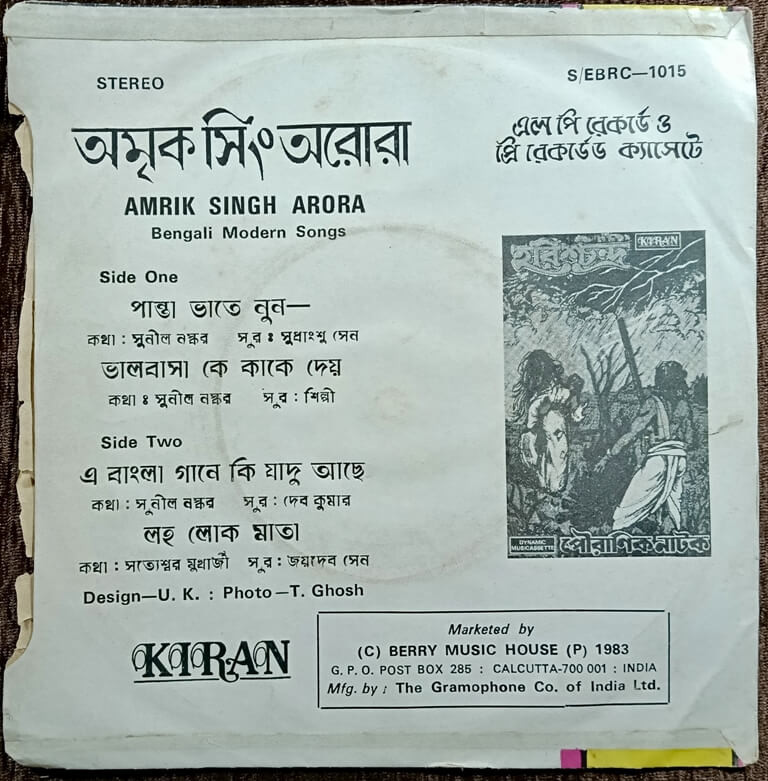 STEREO
S/EBRC—1015
অমৃক সিং অরোরা
AMRIK SINGH ARORA
Bengali Modern Songs
Side One
পান্তা ভাতে নুন—
কথা : সুনীল নস্কর সুর : সুধাংশু সেন
ভালবাসা কে কাকে দেয়
কথা : সুনীল নস্কর সুর : শিল্পী
Side Two
এ বাংলা গানে কি যাদু আছে
কথা : সুনীল নস্কর সুর : দেব কুমার
লহ লোক মাতা
কথা : সত্যেশ্বর মুখার্জী সুর : জয়দেব সেন
Design—U. K. : Photo—T. Ghosh
KIRAN
এল পি রেকর্ডে ও
প্রি রেকর্ডেড ক্যাসেটে
KIRAN
হরিশ্চন্দ্র
DYNAMIC
MUSICASSETTE
পৌরাণিক নাটক
Marketed by
(C) BERRY MUSIC HOUSE (P) 1983
G. P. O. POST BOX 285 : CALCUTTA-700 001 : INDIA
Mfg. by : The Gramophone Co. of India Ltd.